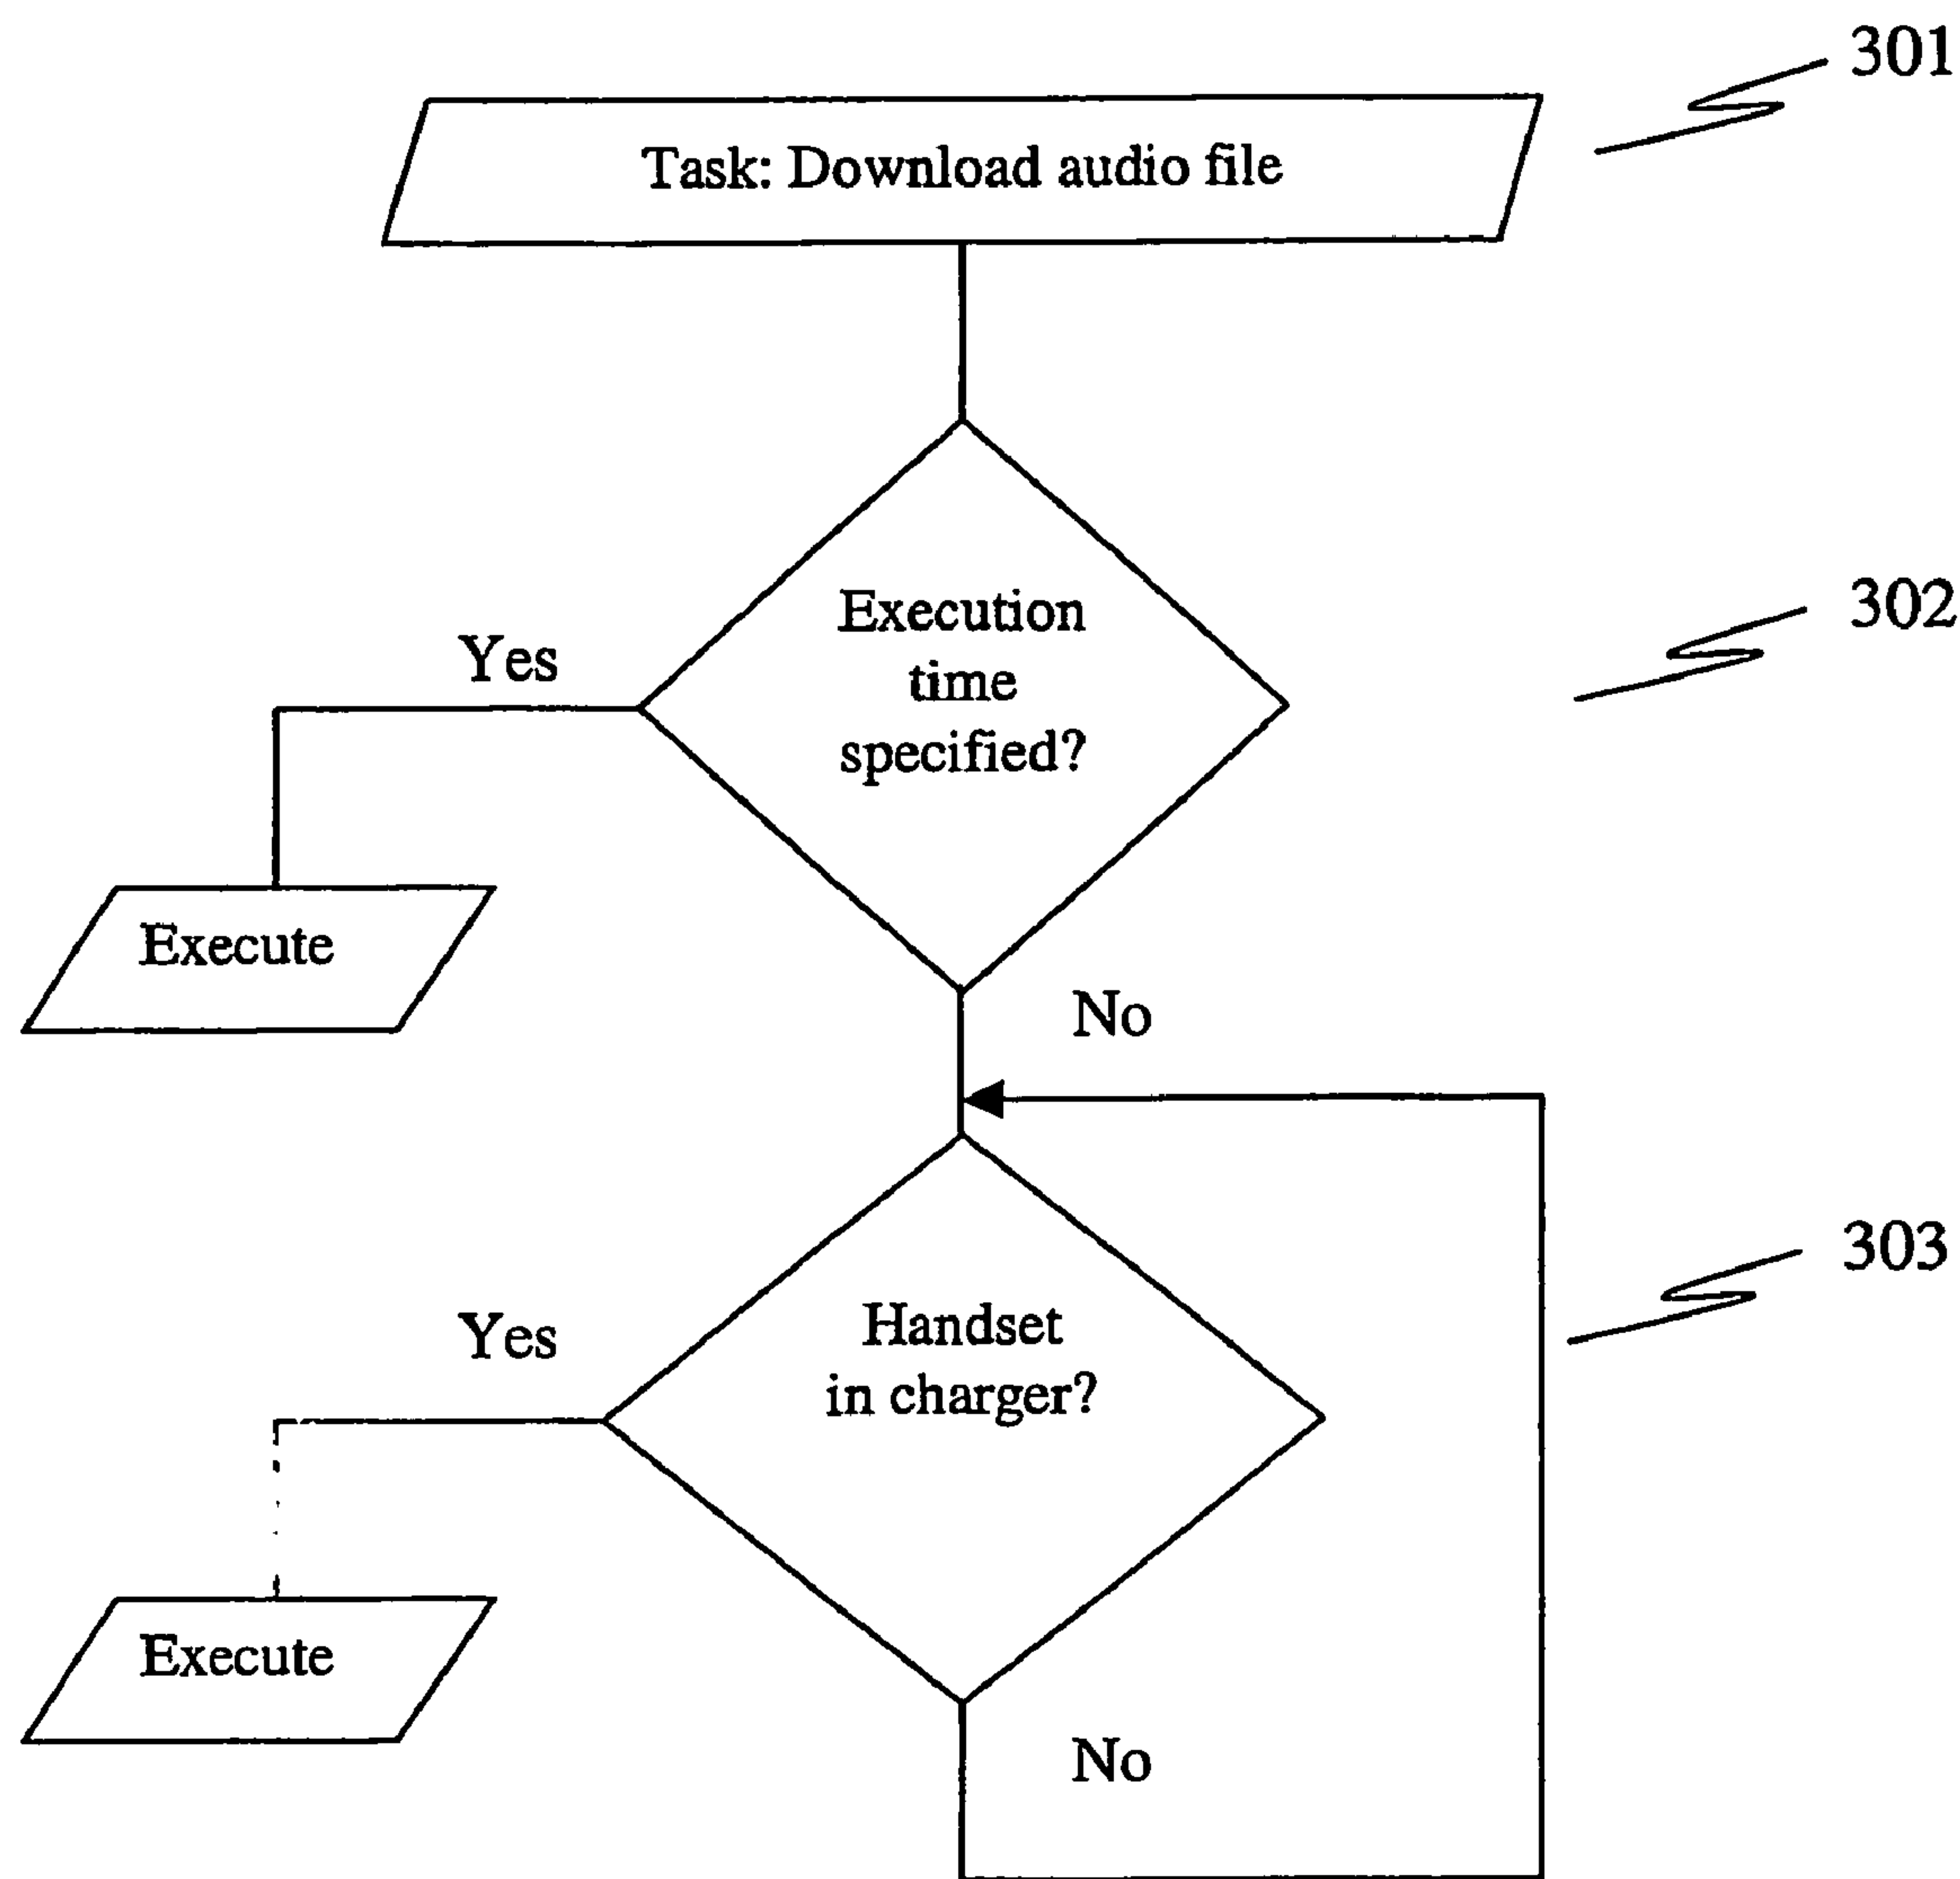 301
Task: Download audio file
302
Execution
time
specified?
Yes
Execute
No
303
Handset
in charger?
Yes
Execute
No